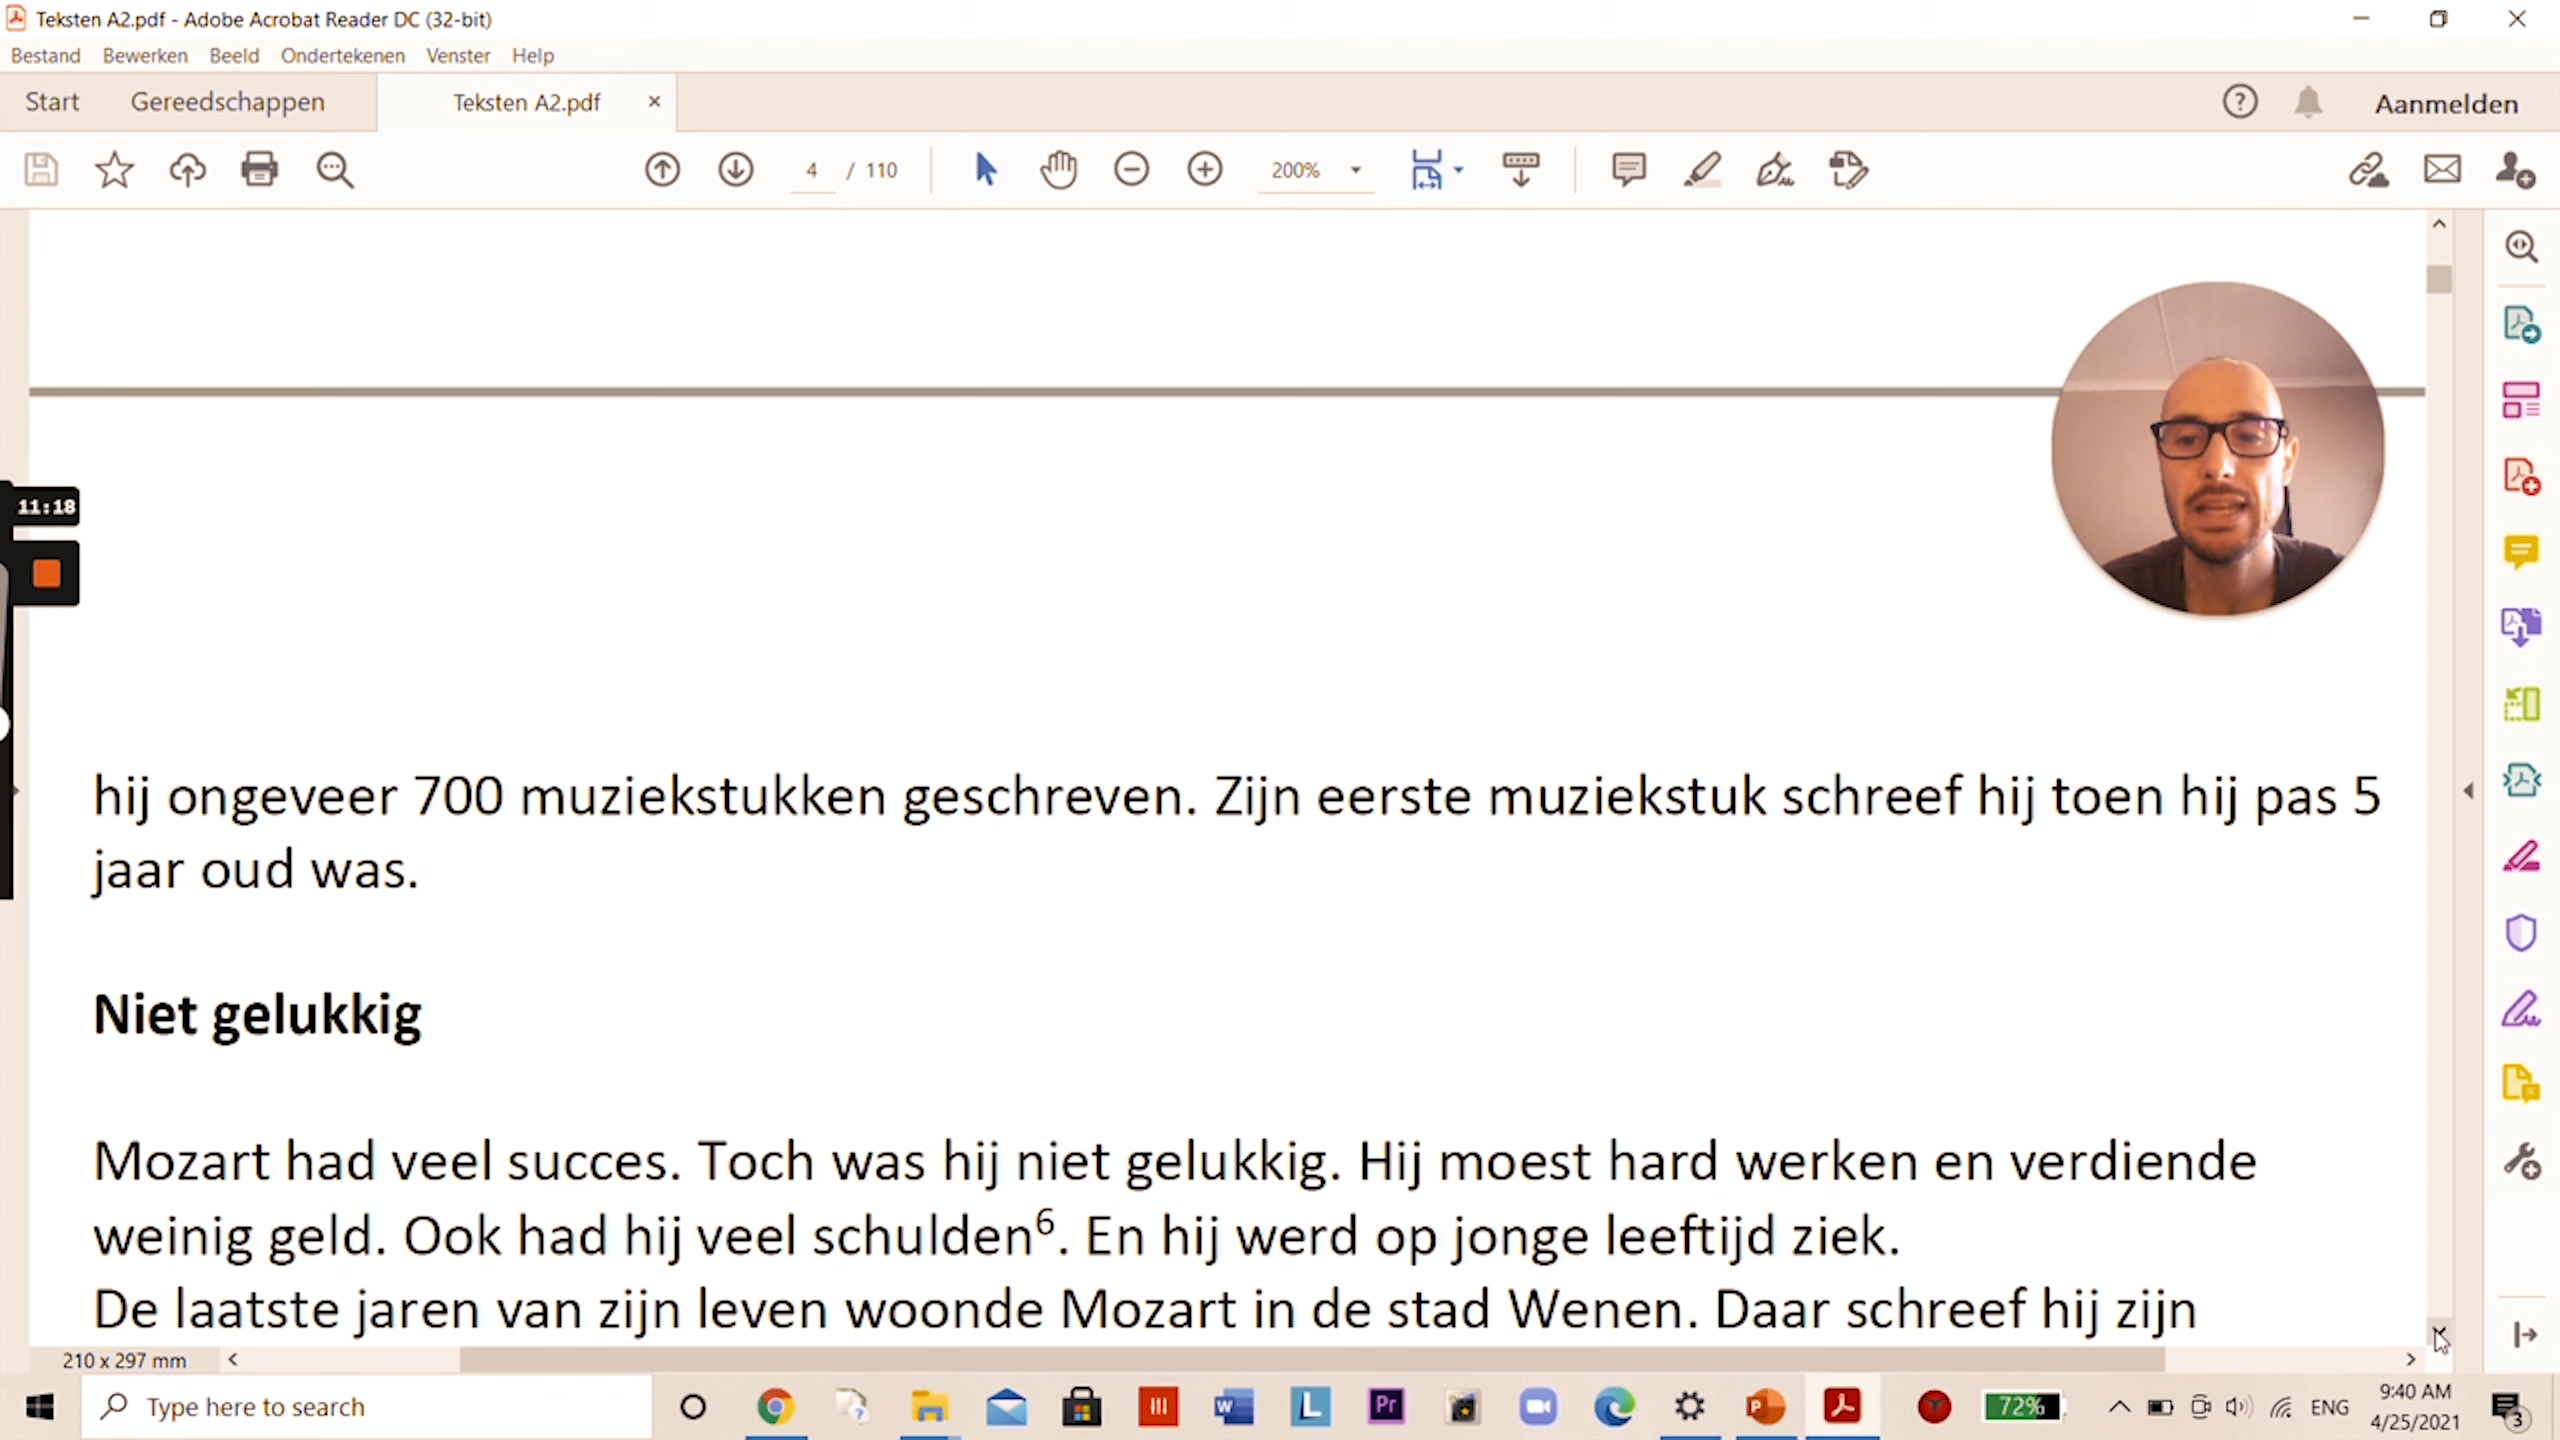 Teksten A2.pdf - Adobe Acrobat Reader DC (32-bit)
Bestand Bewerken Beeld Ondertekenen Venster Help
Start Gereedschappen Teksten A2.pdf × Aanmelden
4 / 110 200%
11:18
hij ongeveer 700 muziekstukken geschreven. Zijn eerste muziekstuk schreef hij toen hij pas 5
jaar oud was.
Niet gelukkig
Mozart had veel succes. Toch was hij niet gelukkig. Hij moest hard werken en verdiende
weinig geld. Ook had hij veel schulden⁶. En hij werd op jonge leeftijd ziek.
De laatste jaren van zijn leven woonde Mozart in de stad Wenen. Daar schreef hij zijn
210 x 297 mm
Type here to search
72%
ENG
9:40 AM
4/25/2021
3